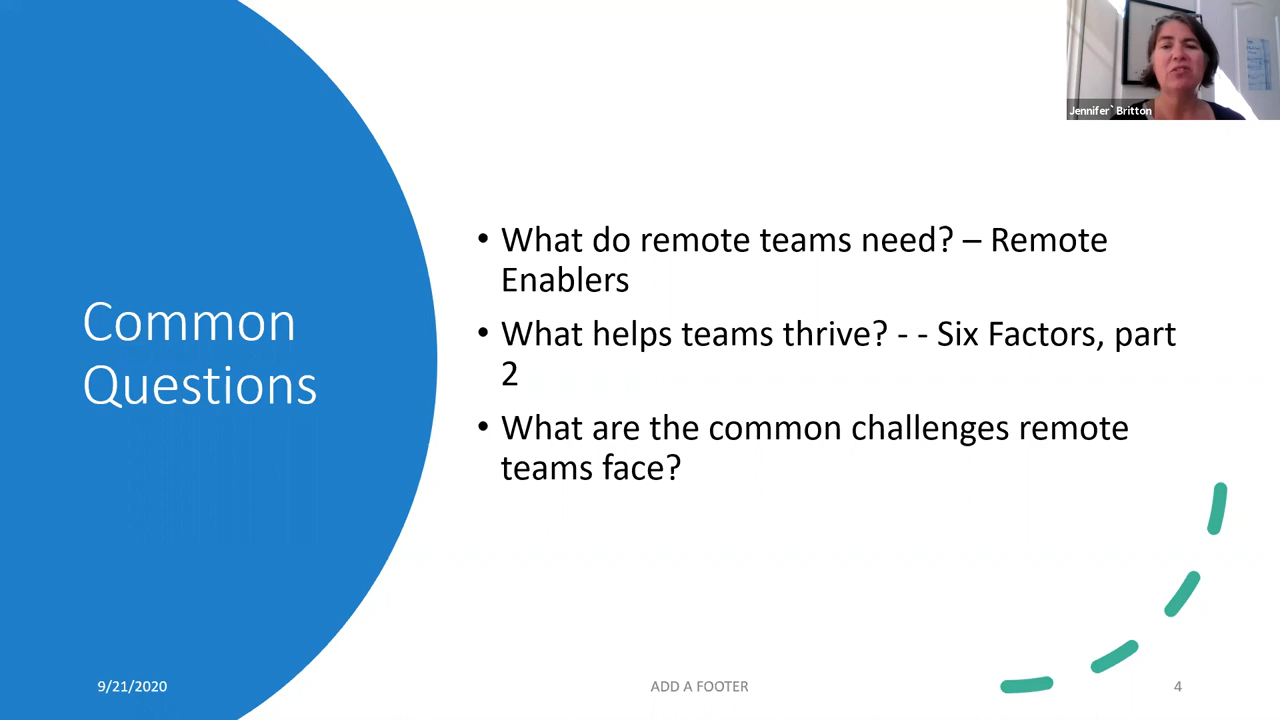 Jennifer` Britton
Common
Questions
• What do remote teams need? – Remote
Enablers
• What helps teams thrive? - - Six Factors, part
2
• What are the common challenges remote
teams face?
9/21/2020
ADD A FOOTER
4